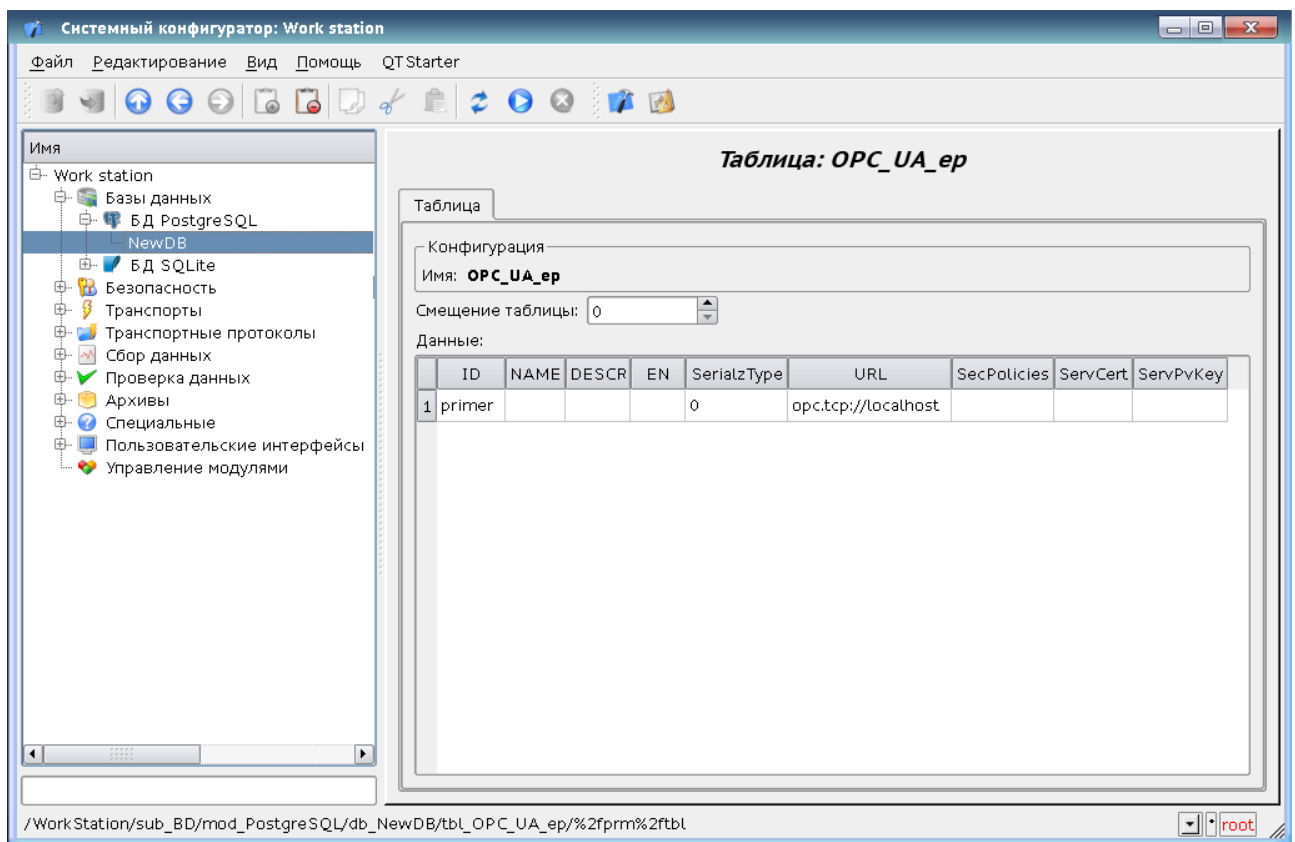 Системный конфигуратор: Work station
Файл Редактирование Вид Помощь QTStarter
Имя
Work station
Базы данных
БД PostgreSQL
NewDB
БД SQLite
Безопасность
Транспорты
Транспортные протоколы
Сбор данных
Проверка данных
Архивы
Специальные
Пользовательские интерфейсы
Управление модулями
Таблица: OPC_UA_ep
Таблица
Конфигурация
Имя: OPC_UA_ep
Смещение таблицы: 0
Данные:
ID NAME DESCR EN SerialzType URL SecPolicies ServCert ServPvKey
1 primer 0 opc.tcp://localhost
/WorkStation/sub_BD/mod_PostgreSQL/db_NewDB/tbl_OPC_UA_ep/%2fprm%2ftbl
* root